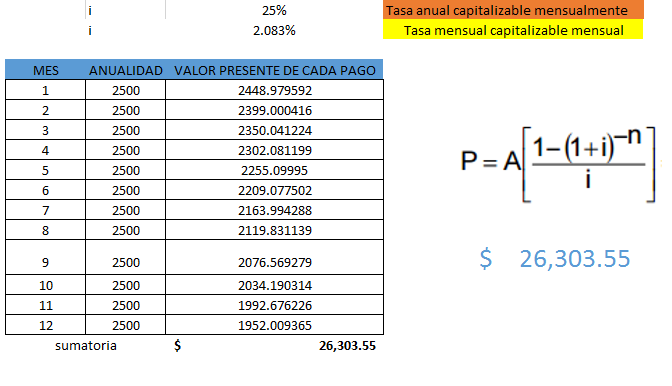 i 25% Tasa anual capitalizable mensualmente
i 2.083% Tasa mensual capitalizable mensual
MES ANUALIDAD VALOR PRESENTE DE CADA PAGO
1 2500 2448.979592
2 2500 2399.000416
3 2500 2350.041224
4 2500 2302.081199
5 2500 2255.09995
6 2500 2209.077502
7 2500 2163.994288
8 2500 2119.831139
9 2500 2076.569279
10 2500 2034.190314
11 2500 1992.676226
12 2500 1952.009365
sumatoria $ 26,303.55
P = A[1-(1+i)^-n / i]
$ 26,303.55